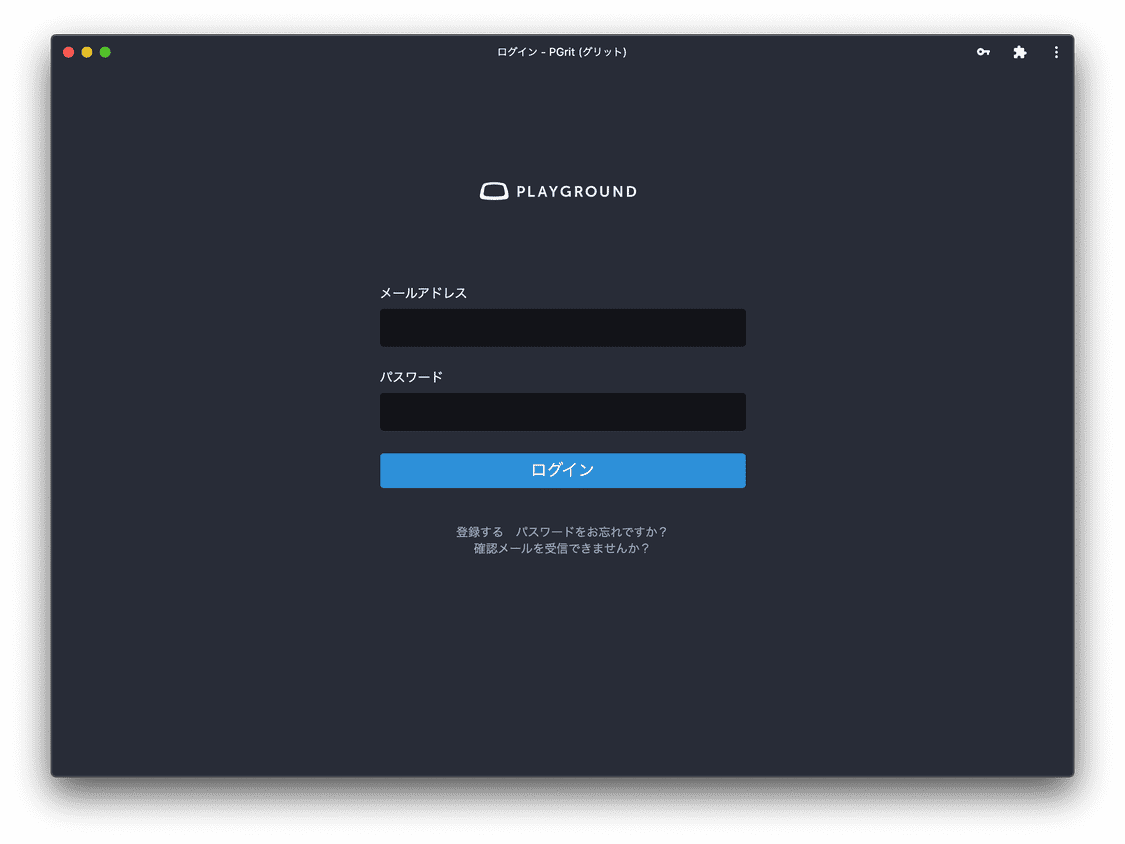 ログイン - PGrit (グリット)
PLAYGROUND
メールアドレス
パスワード
ログイン
登録する　パスワードをお忘れですか？
確認メールを受信できませんか？